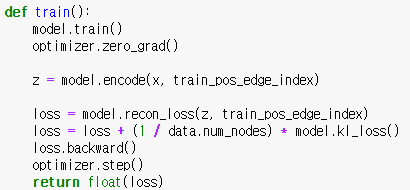 def train():
    model.train()
    optimizer.zero_grad()

    z = model.encode(x, train_pos_edge_index)

    loss = model.recon_loss(z, train_pos_edge_index)
    loss = loss + (1 / data.num_nodes) * model.kl_loss()
    loss.backward()
    optimizer.step()
    return float(loss)